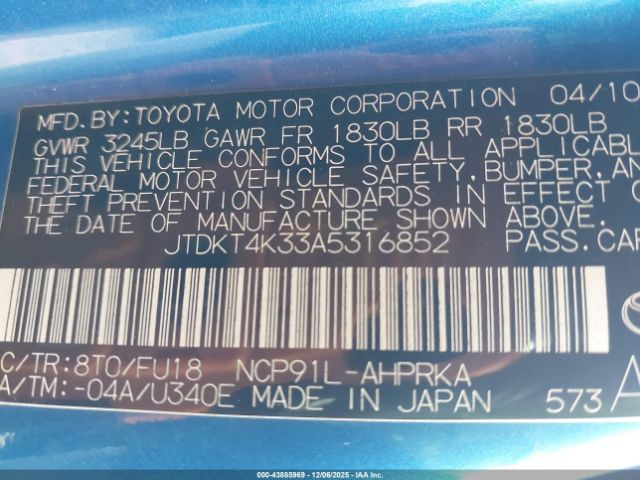 MFD.BY:TOYOTA MOTOR CORPORATION 04/10
GVWR 3245LB GAWR FR 1830LB RR 1830LB
THIS VEHICLE CONFORMS TO ALL APPLICABL
FEDERAL MOTOR VEHICLE SAFETY,BUMPER,AN
THEFT PREVENTION STANDARDS IN EFFECT
THE DATE OF MANUFACTURE SHOWN ABOVE.
JTDKT4K33A5316852 PASS.CAR
C/TR:8T0/FU18 NCP91L-AHPRKA
A/TM:-04A/U340E MADE IN JAPAN 573 A
000-43885969 | 12/06/2025 - IAA Inc.